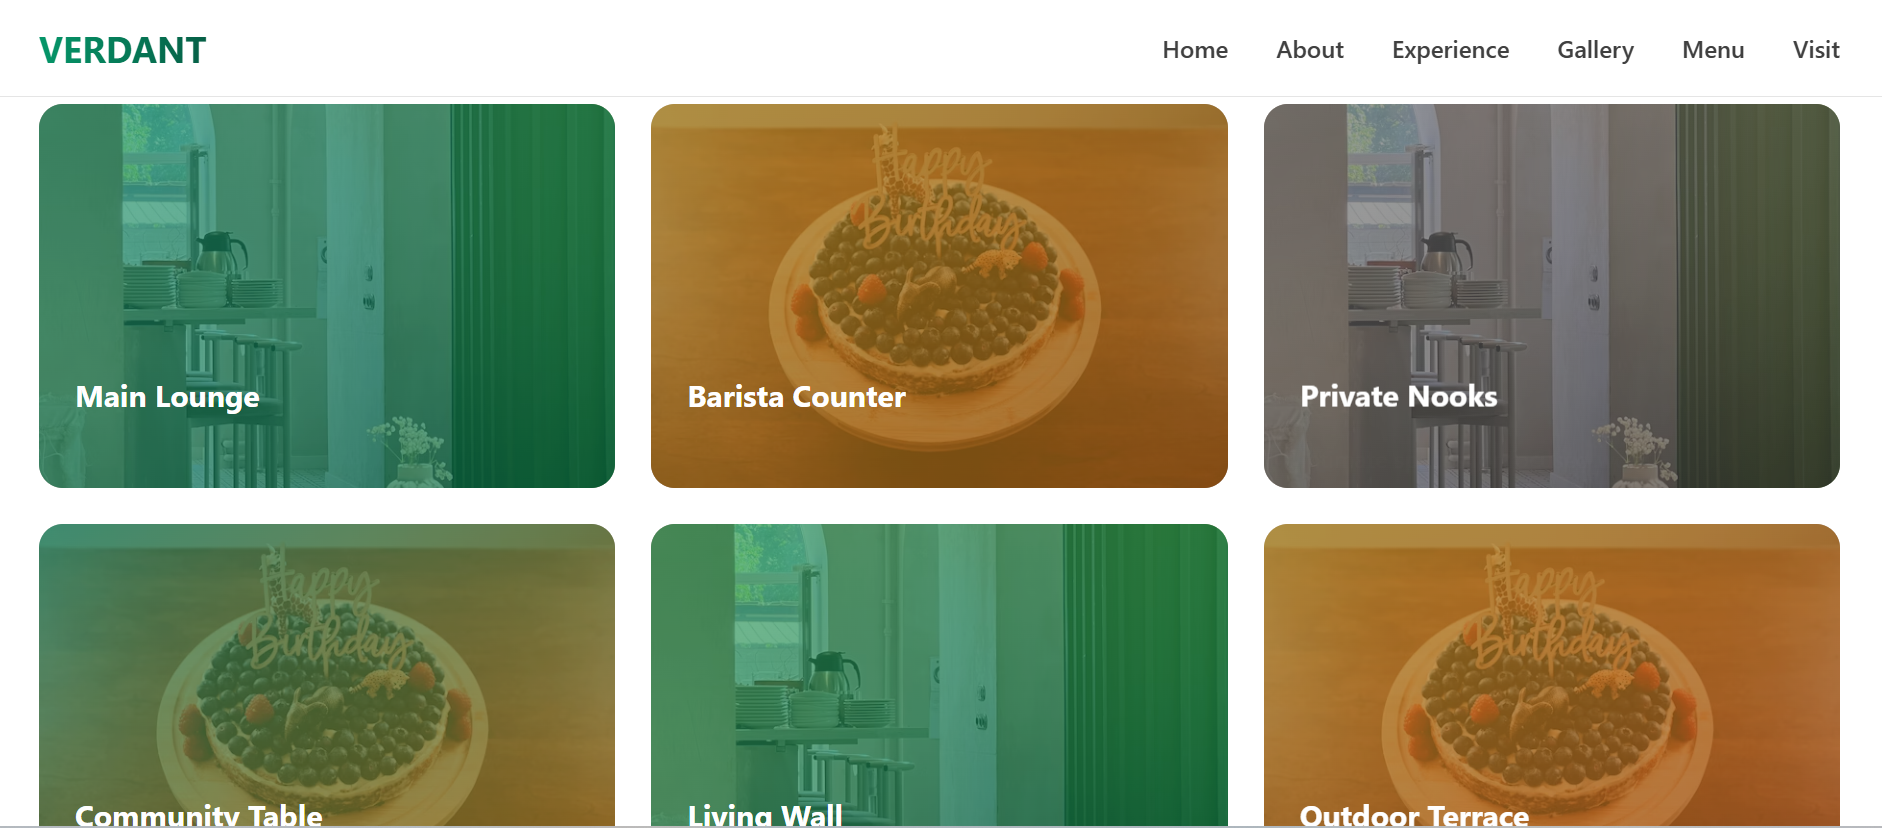 VERDANT
Home About Experience Gallery Menu Visit
Happy
Birthday
Main Lounge
Barista Counter
Private Nooks
Happy
Birthday
Happy
Birthday
Community Table
Living Wall
Outdoor Terrace